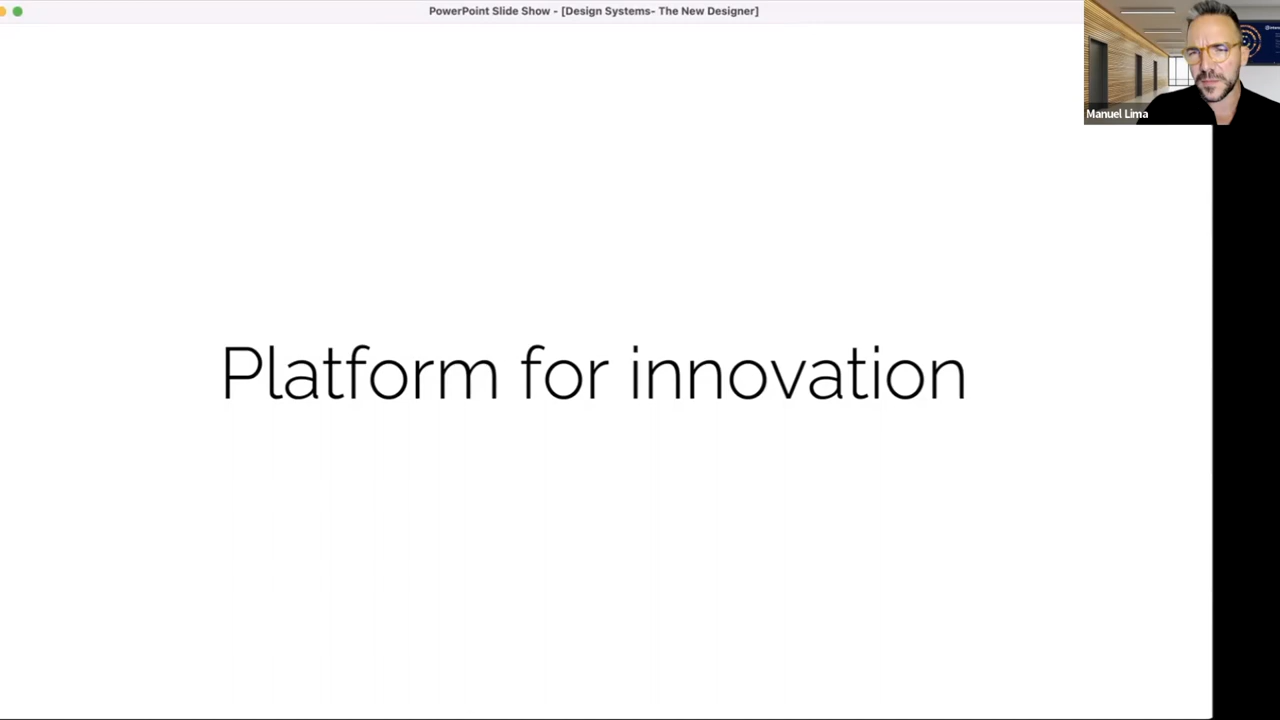 PowerPoint Slide Show - [Design Systems- The New Designer]
Manuel Lima
Platform for innovation